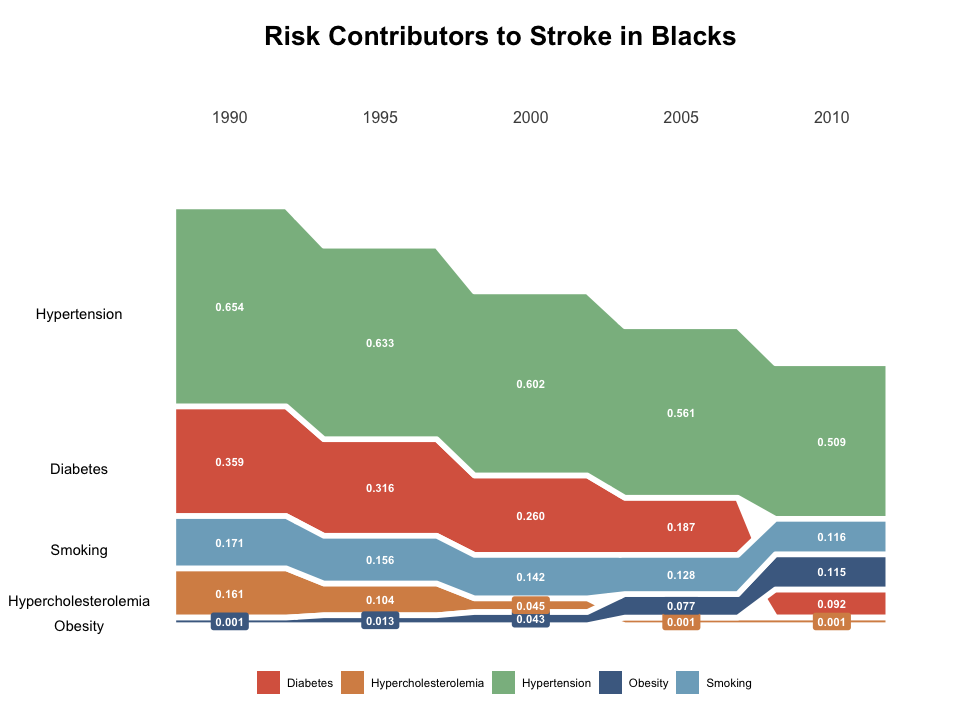 Risk Contributors to Stroke in Blacks
1990 1995 2000 2005 2010
Hypertension
Diabetes
Smoking
Hypercholesterolemia
Obesity
0.654 0.633 0.602 0.561 0.509
0.359 0.316 0.260 0.187 0.116
0.171 0.156 0.142 0.128 0.115
0.161 0.104 0.045 0.077 0.092
0.001 0.013 0.043 0.001 0.001
Diabetes Hypercholesterolemia Hypertension Obesity Smoking